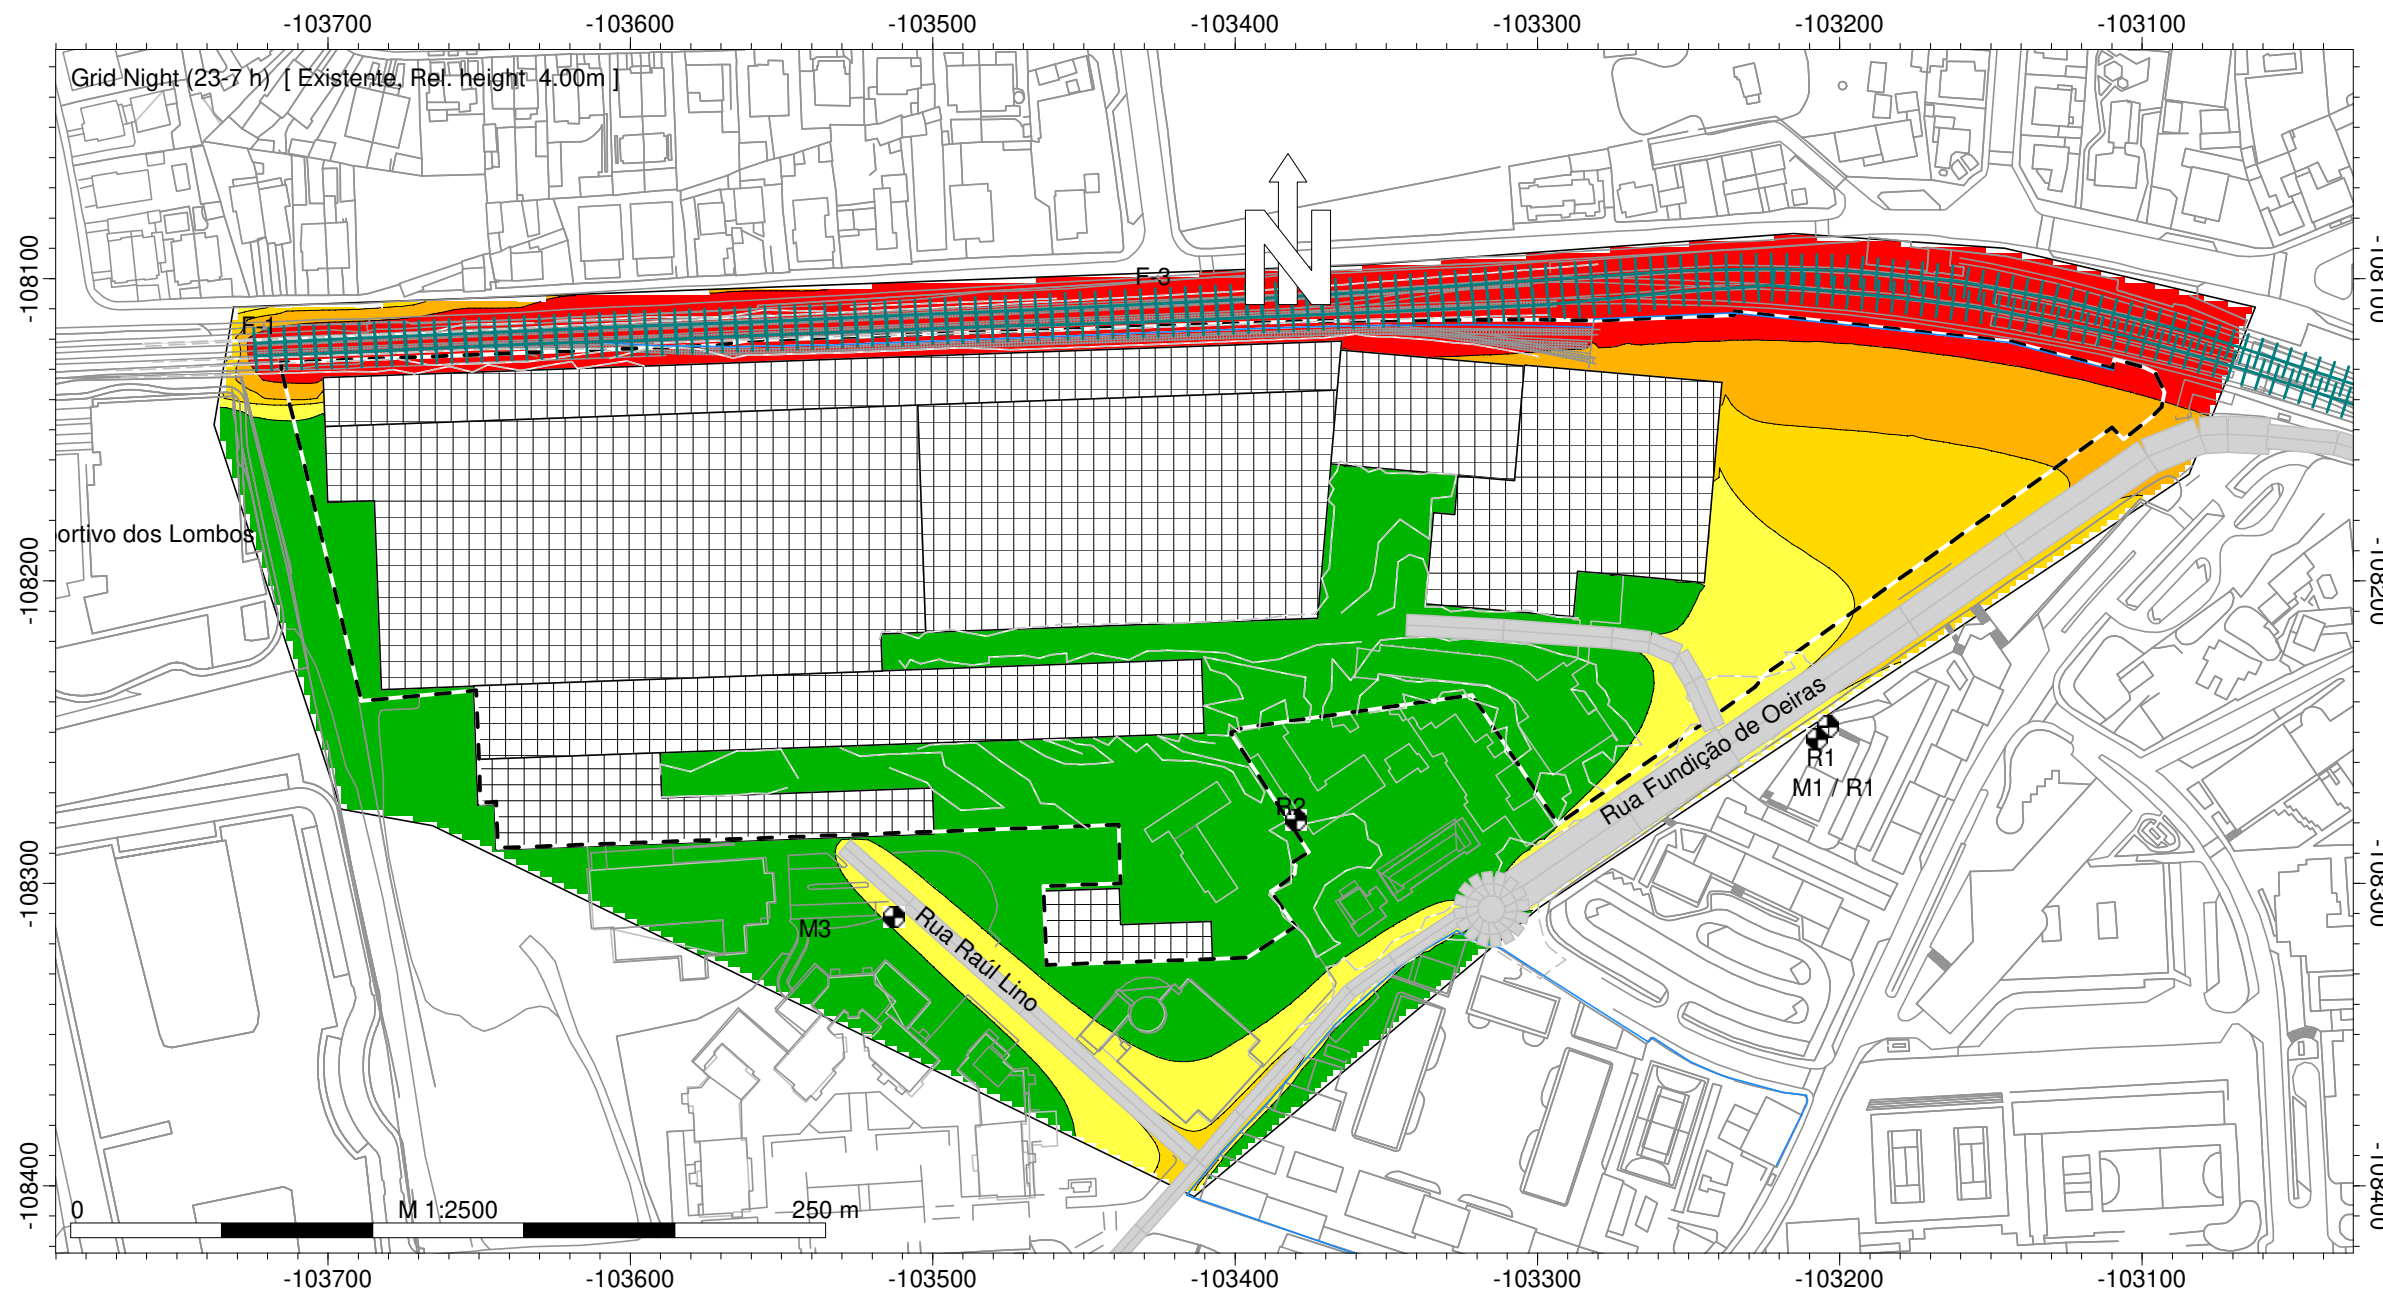 -103700 -103600 -103500 -103400 -103300 -103200 -103100
Grid Night (23-7 h) [ Existente, Rel. height 4.00m ]
N
-108100
-108100
F-3
F-1
ortivo dos Lombos
-108200
-108200
Rua Fundição de Oeiras
R1
M1 / R1
R2
-108300
-108300
M3
Rua Raúl Lino
-108400
-108400
0 M 1:2500 250 m
-103700 -103600 -103500 -103400 -103300 -103200 -103100